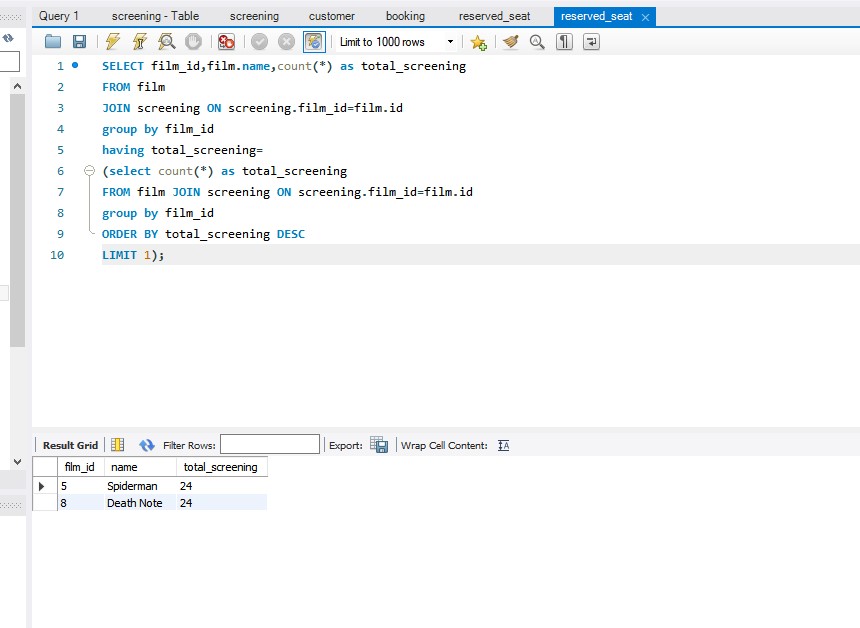 Query 1 screening - Table screening customer booking reserved_seat reserved_seat
Limit to 1000 rows
1 SELECT film_id,film.name,count(*) as total_screening
2 FROM film
3 JOIN screening ON screening.film_id=film.id
4 group by film_id
5 having total_screening=
6 (select count(*) as total_screening
7 FROM film JOIN screening ON screening.film_id=film.id
8 group by film_id
9 ORDER BY total_screening DESC
10 LIMIT 1);
Result Grid Filter Rows: Export: Wrap Cell Content:
film_id name total_screening
5 Spiderman 24
8 Death Note 24